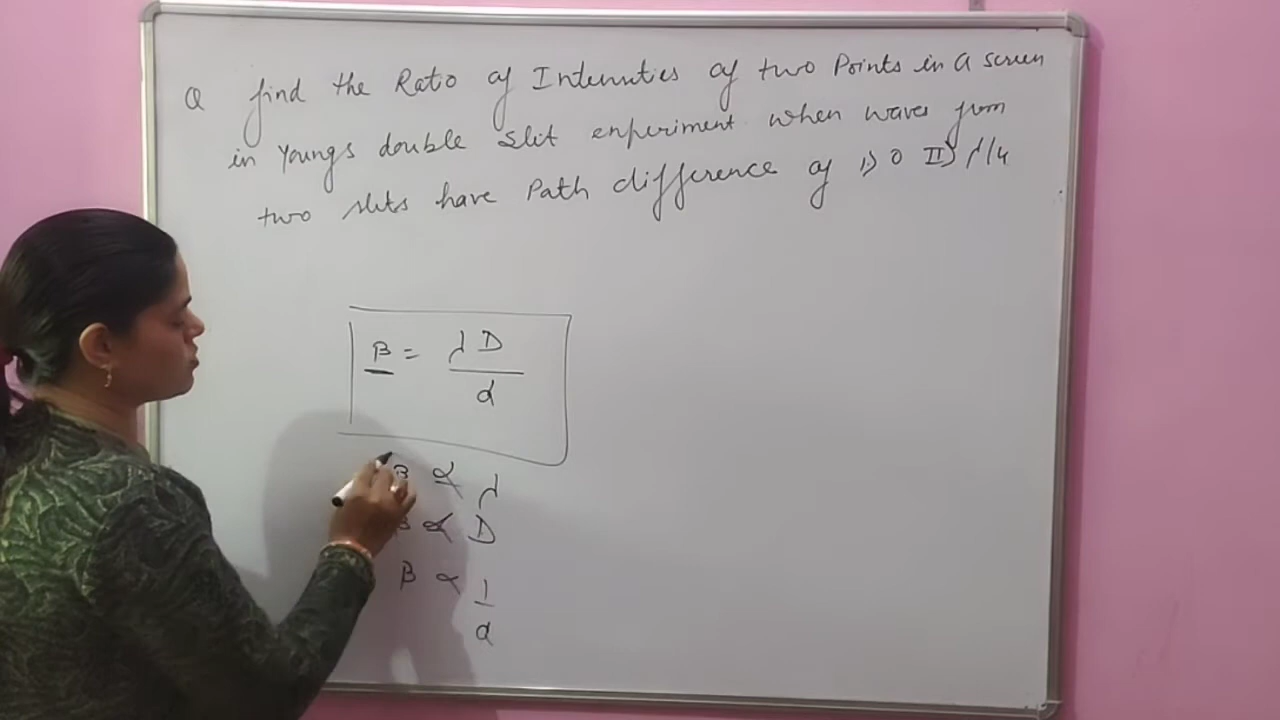 Q find the Ratio of Intensities of two Points in a screen
in Youngs double slit experiment when waves from
two slits have Path difference of I) 0 II) λ/4
β = λD/d
β ∝ λ
β ∝ D
β ∝ 1/d